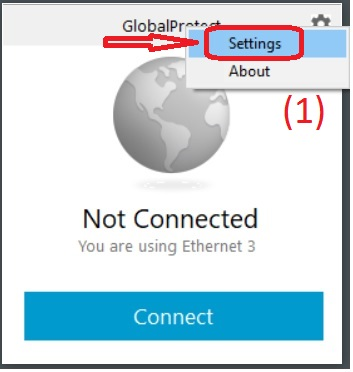 GlobalProtect
Settings
About
(1)
Not Connected
You are using Ethernet 3
Connect